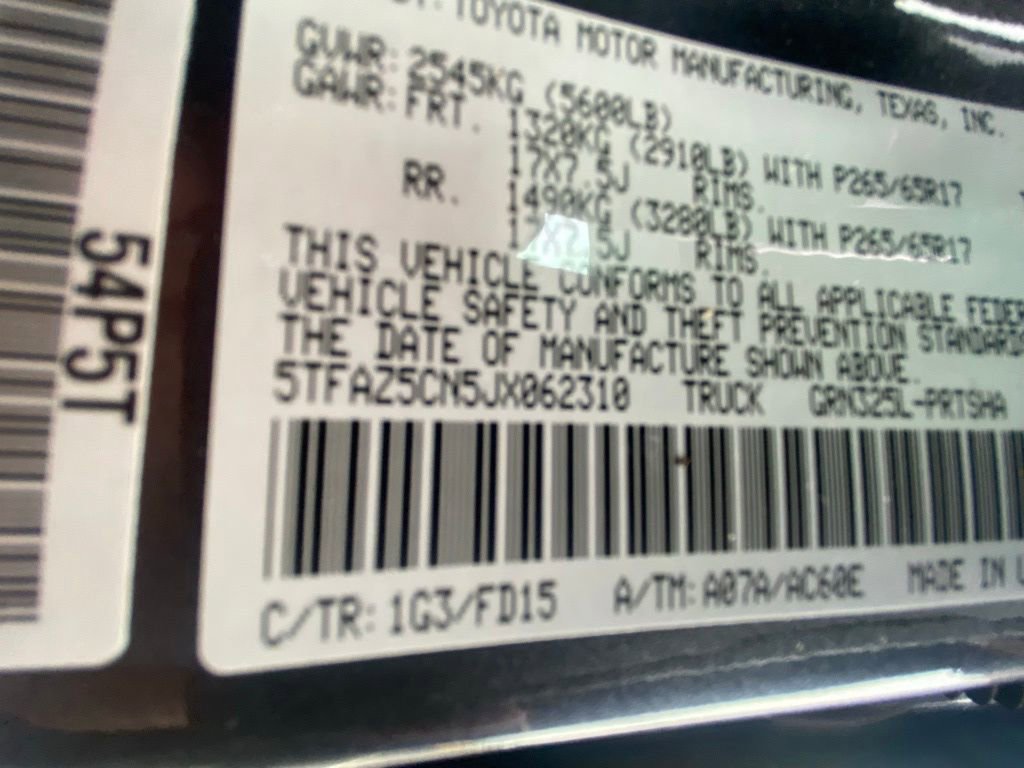 Y: TOYOTA MOTOR MANUFACTURING, TEXAS, INC.
GVWR: 2545KG (5600LB)
GAWR: FRT. 1320KG (2910LB) WITH P265/65R17
17X7.5J RIMS.
RR. 1490KG (3280LB) WITH P265/65R17
17X7.5J RIMS.
THIS VEHICLE CONFORMS TO ALL APPLICABLE FEDER
VEHICLE SAFETY AND THEFT PREVENTION STANDARDS
THE DATE OF MANUFACTURE SHOWN ABOVE.
5TFAZ5CN5JX062310 TRUCK GRN325L-PRTSHA
C/TR: 1G3/FD15 A/TM: A07A/AC60E MADE IN U
54P5T